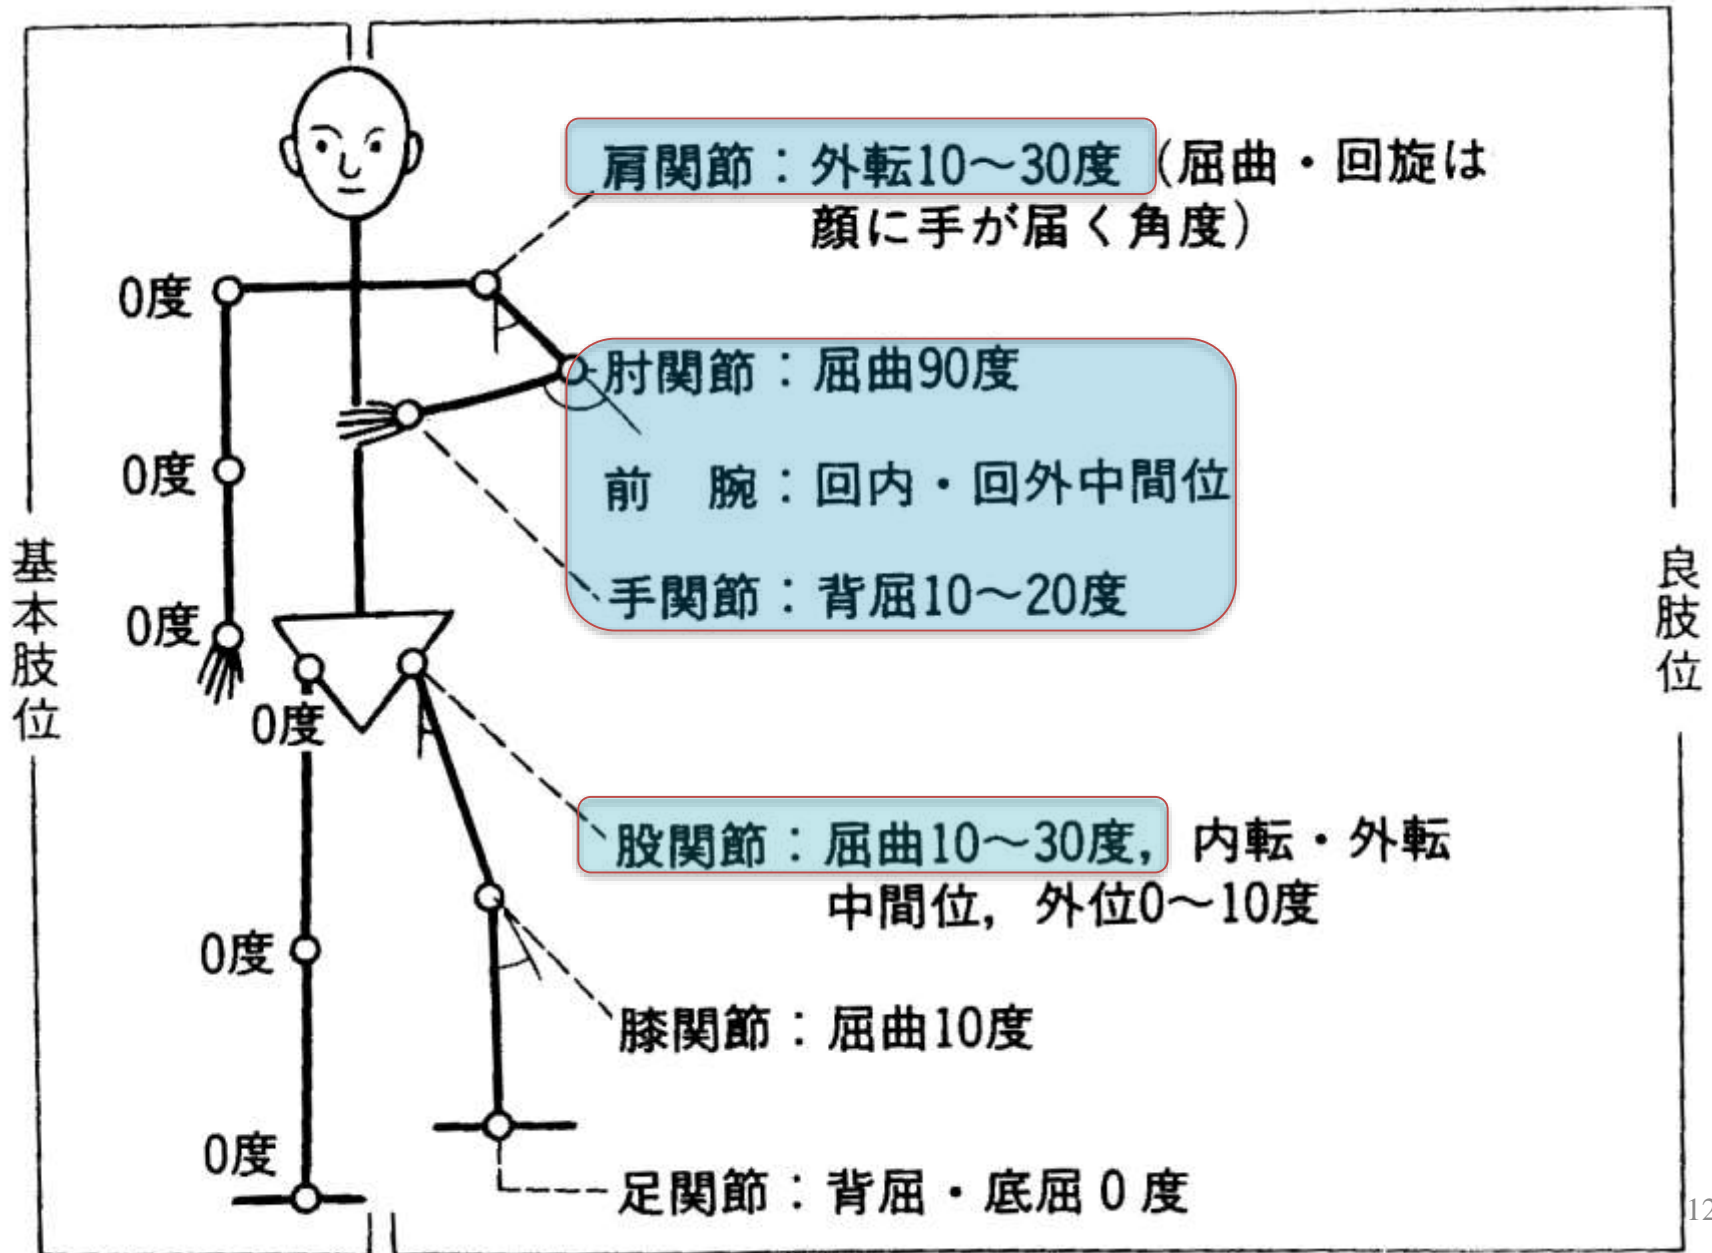 肩関節：外転10～30度（屈曲・回旋は
顔に手が届く角度）
0度
肘関節：屈曲90度
0度
前　腕：回内・回外中間位
手関節：背屈10～20度
0度
基本肢位
良肢位
0度
股関節：屈曲10～30度，内転・外転
中間位，外位0～10度
0度
膝関節：屈曲10度
0度
足関節：背屈・底屈0度
12